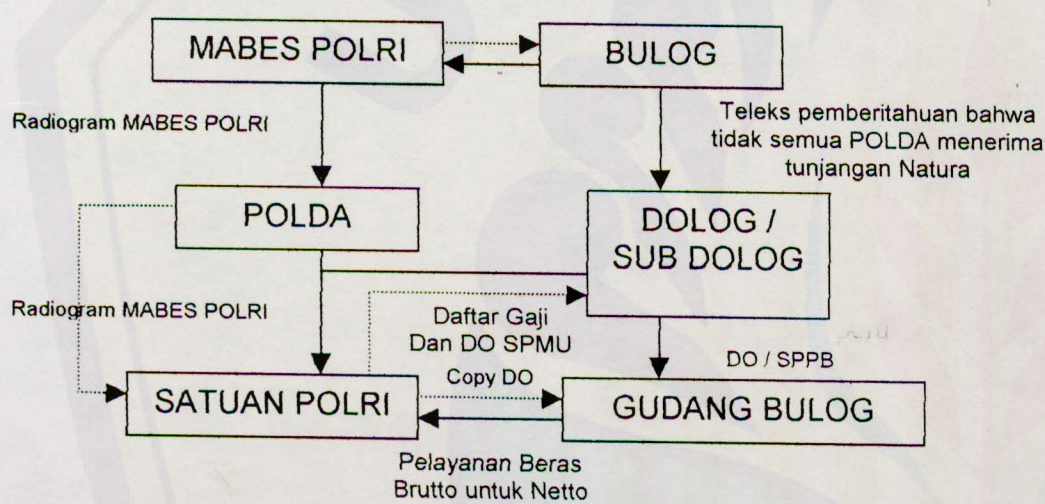 MABES POLRI
BULOG
Radiogram MABES POLRI
Teleks pemberitahuan bahwa
tidak semua POLDA menerima
tunjangan Natura
POLDA
DOLOG /
SUB DOLOG
Radiogram MABES POLRI
Daftar Gaji
Dan DO SPMU
DO / SPPB
Copy DO
SATUAN POLRI
GUDANG BULOG
Pelayanan Beras
Brutto untuk Netto